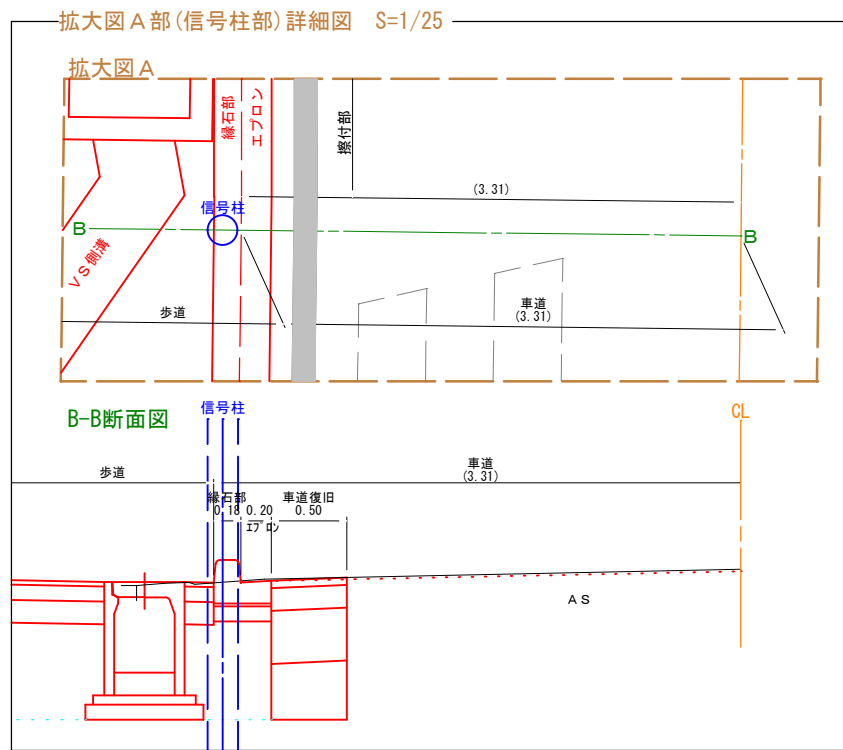 拡大図A部(信号柱部)詳細図 S=1/25
拡大図A
縁石部
エプロン
擦付部
(3.31)
信号柱
B
B
VS側溝
歩道
車道
(3.31)
B-B断面図
信号柱
CL
歩道
車道
(3.31)
縁石部
0.18
0.20
エプロン
車道復旧
0.50
AS